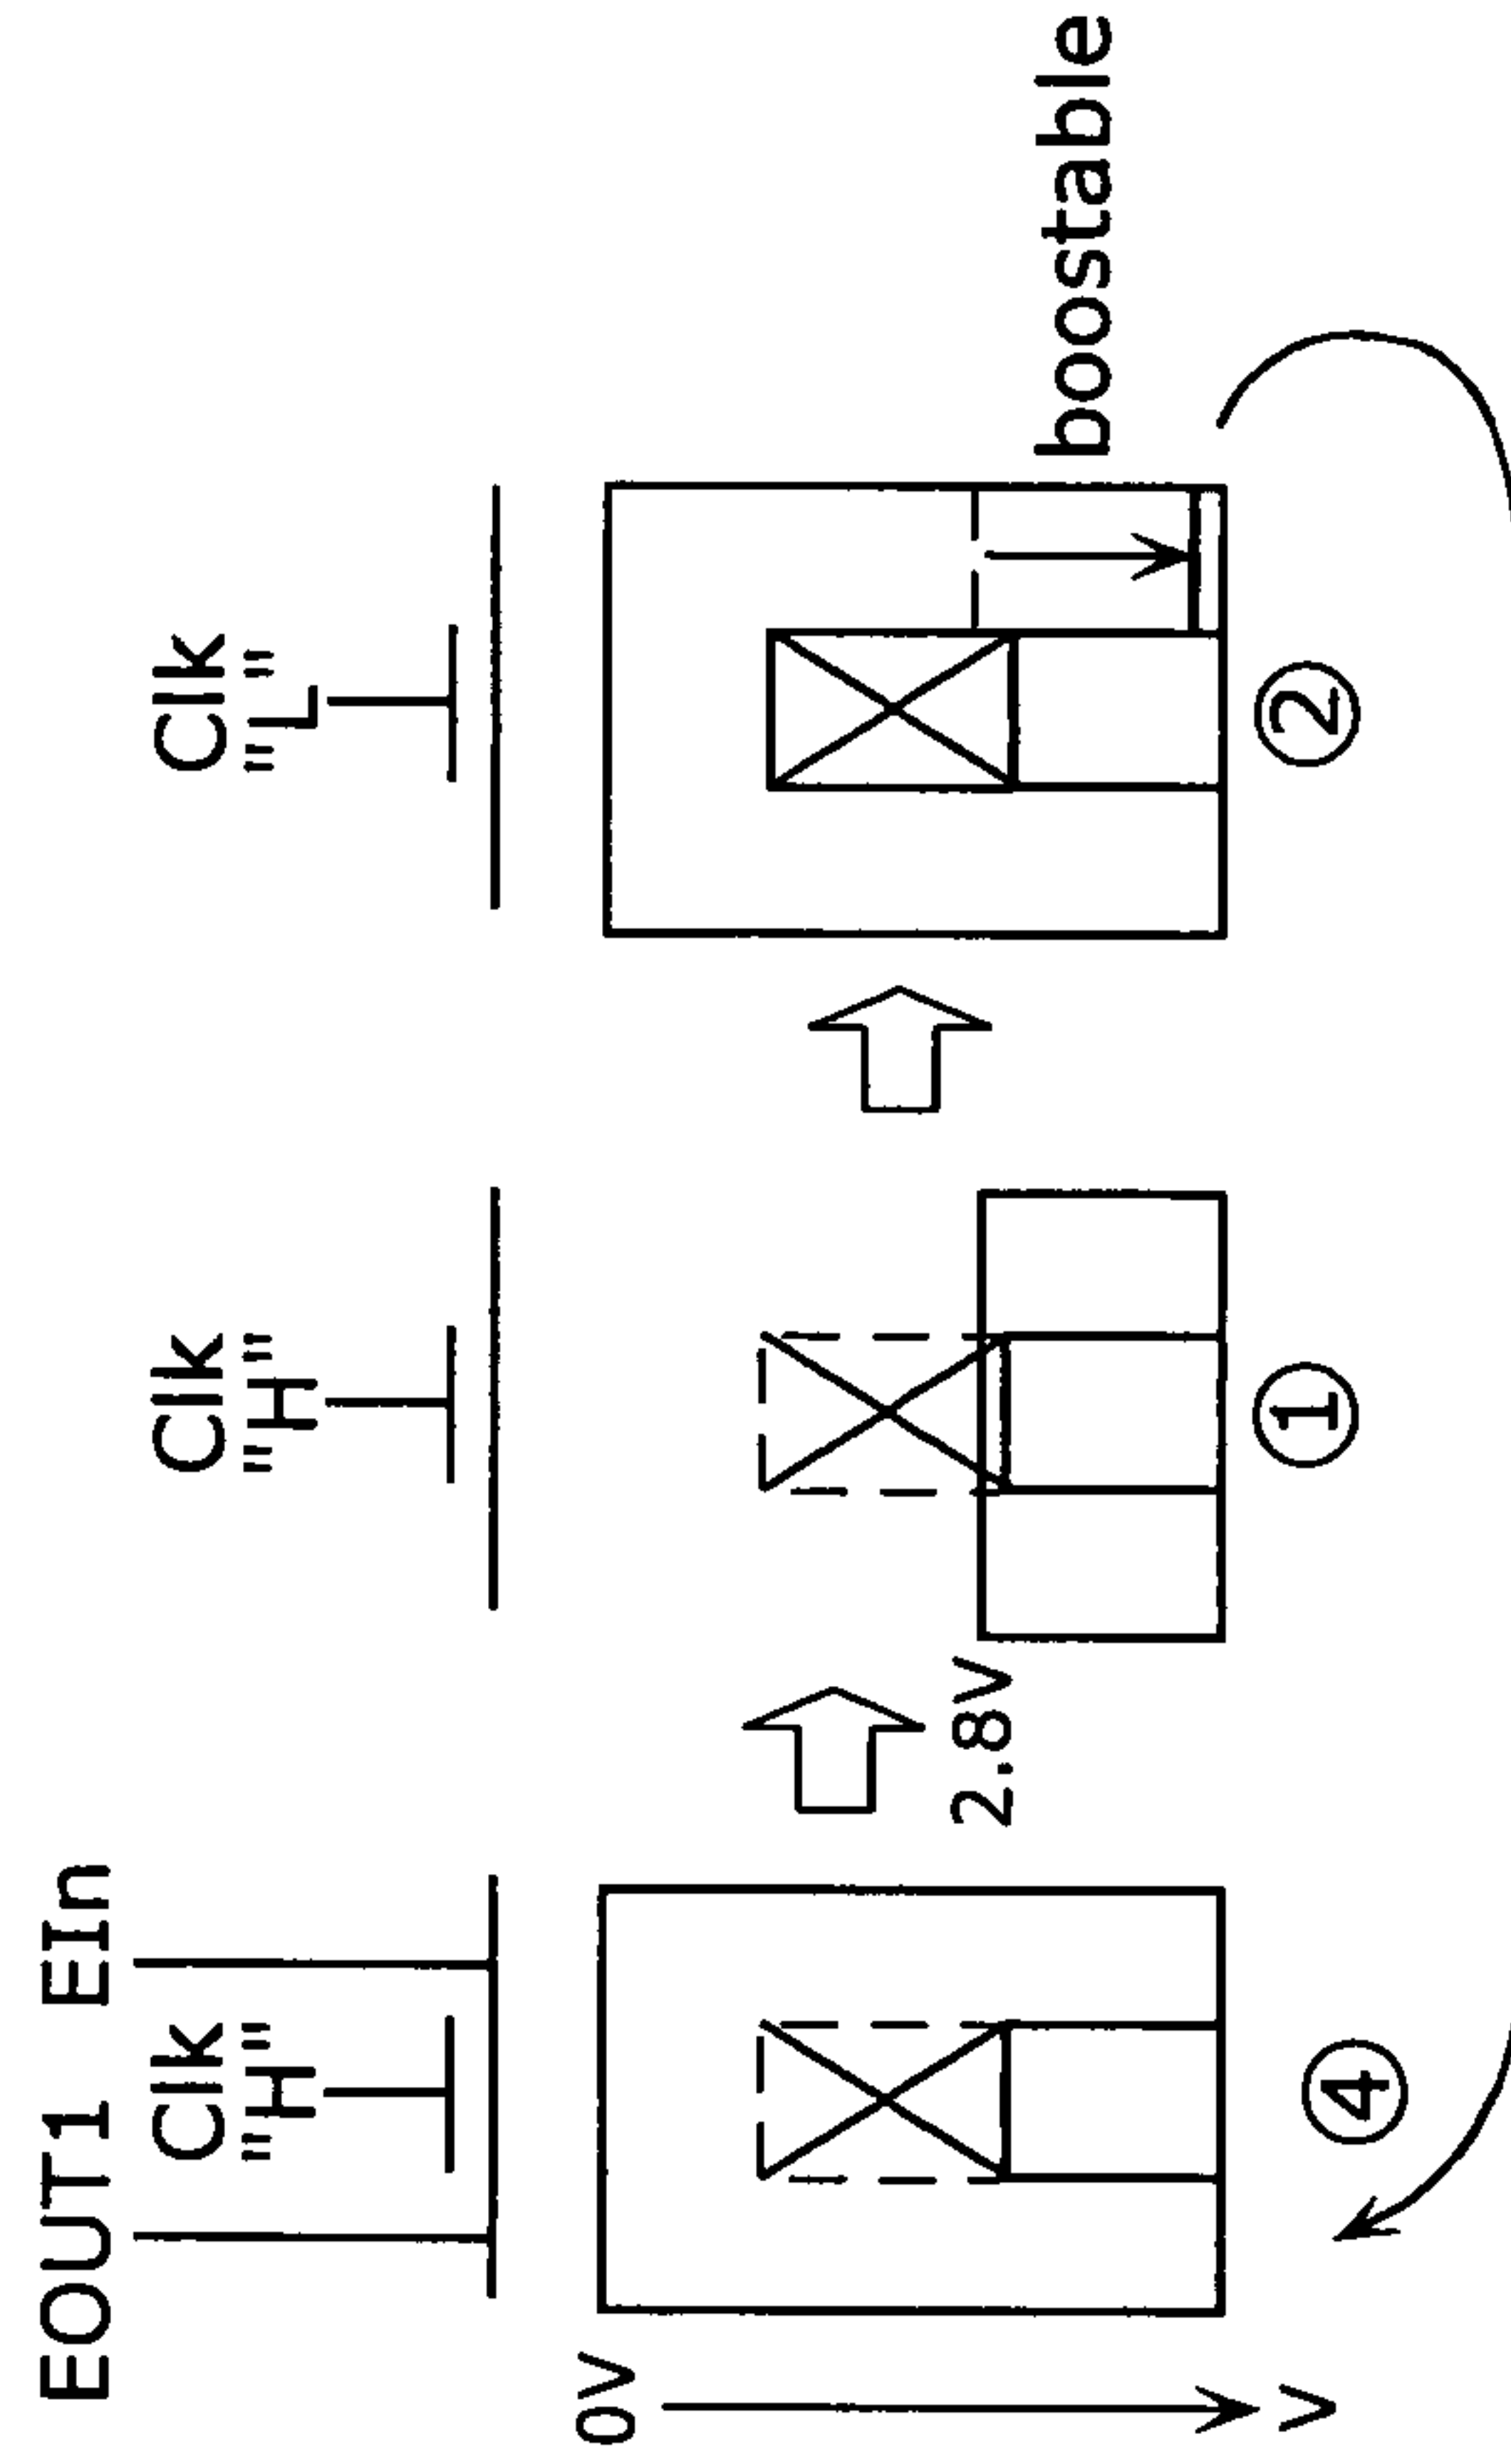 EOUT1 EIn
Clk Clk Clk
"H" "H" "L"
0V
2.8V
boostable
V ④ ① ②